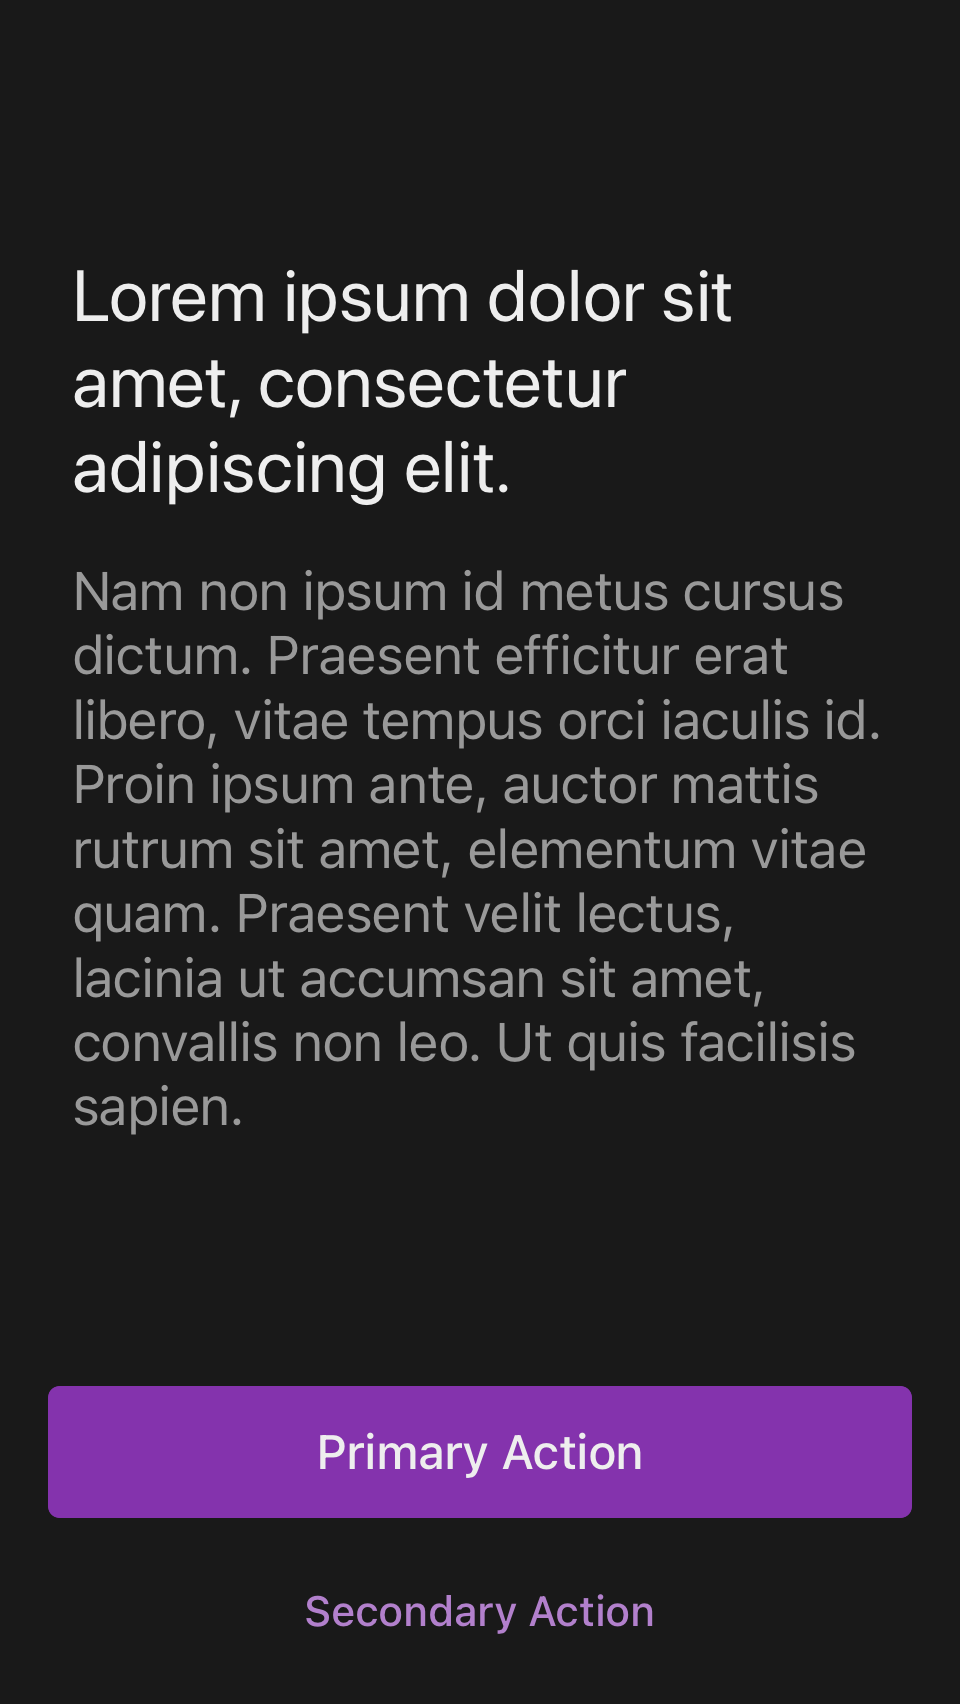 Lorem ipsum dolor sit
amet, consectetur
adipiscing elit.
Nam non ipsum id metus cursus
dictum. Praesent efficitur erat
libero, vitae tempus orci iaculis id.
Proin ipsum ante, auctor mattis
rutrum sit amet, elementum vitae
quam. Praesent velit lectus,
lacinia ut accumsan sit amet,
convallis non leo. Ut quis facilisis
sapien.
Primary Action
Secondary Action